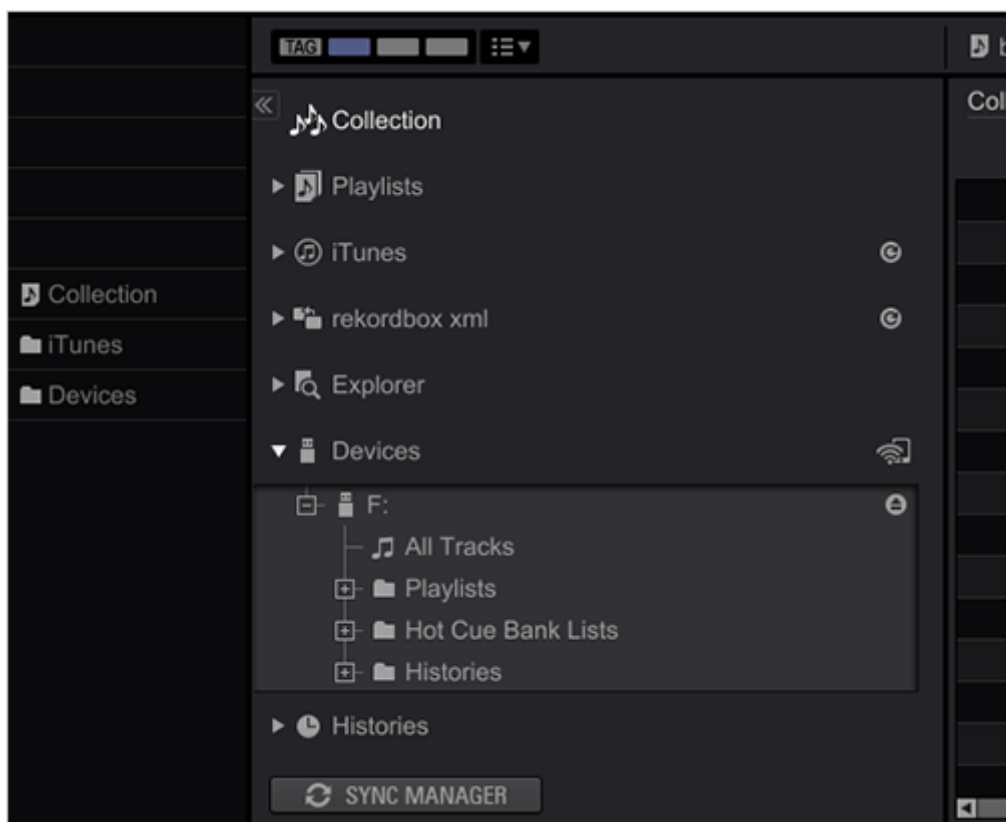 TAG
b
Collection
Col
Playlists
iTunes
Collection
rekordbox xml
iTunes
Explorer
Devices
Devices
F:
All Tracks
Playlists
Hot Cue Bank Lists
Histories
Histories
SYNC MANAGER